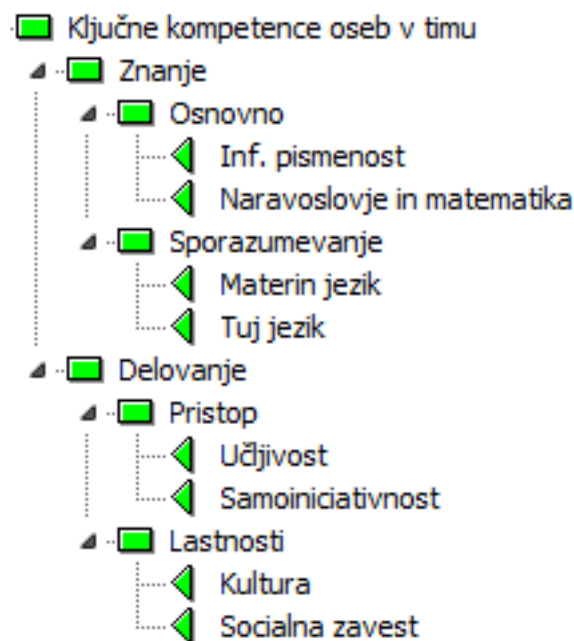 Ključne kompetence oseb v timu
Znanje
Osnovno
Inf. pismenost
Naravoslovje in matematika
Sporazumevanje
Materin jezik
Tuj jezik
Delovanje
Pristop
Učljivost
Samoiniciativnost
Lastnosti
Kultura
Socialna zavest